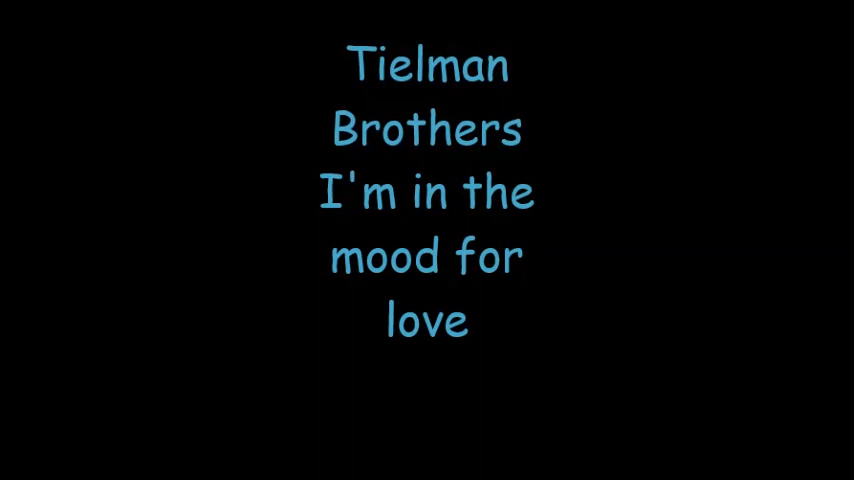 Tielman
Brothers
I'm in the
mood for
love